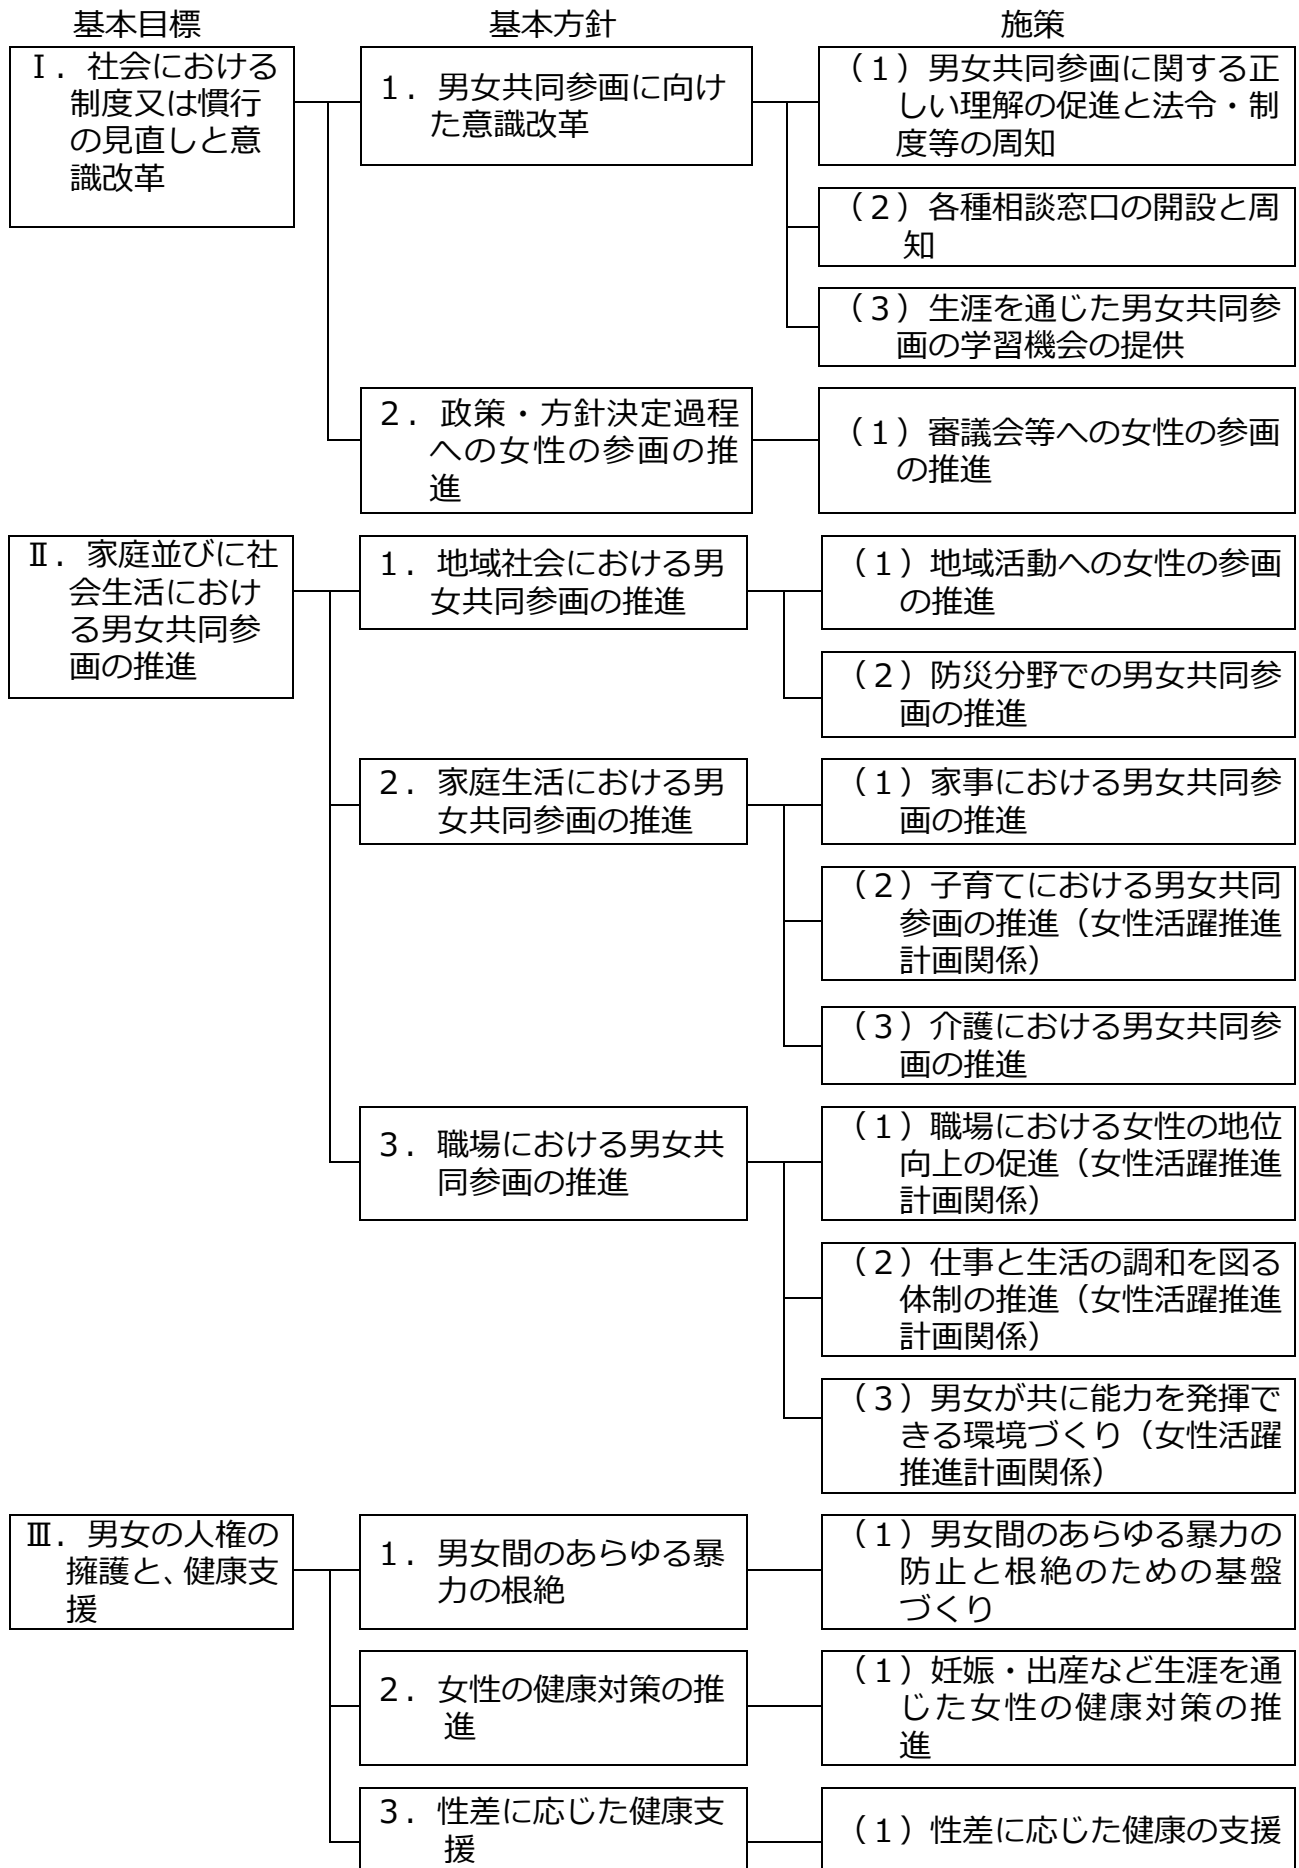 基本目標
基本方針
施策
Ⅰ．社会における
制度又は慣行
の見直しと意
識改革
１．男女共同参画に向け
た意識改革
（１）男女共同参画に関する正
しい理解の促進と法令・制
度等の周知
（２）各種相談窓口の開設と周
知
（３）生涯を通じた男女共同参
画の学習機会の提供
２．政策・方針決定過程
への女性の参画の推
進
（１）審議会等への女性の参画
の推進
Ⅱ．家庭並びに社
会生活におけ
る男女共同参
画の推進
１．地域社会における男
女共同参画の推進
（１）地域活動への女性の参画
の推進
（２）防災分野での男女共同参
画の推進
２．家庭生活における男
女共同参画の推進
（１）家事における男女共同参
画の推進
（２）子育てにおける男女共同
参画の推進（女性活躍推進
計画関係）
（３）介護における男女共同参
画の推進
３．職場における男女共
同参画の推進
（１）職場における女性の地位
向上の促進（女性活躍推進
計画関係）
（２）仕事と生活の調和を図る
体制の推進（女性活躍推進
計画関係）
（３）男女が共に能力を発揮で
きる環境づくり（女性活躍
推進計画関係）
Ⅲ．男女の人権の
擁護と、健康支
援
１．男女間のあらゆる暴
力の根絶
（１）男女間のあらゆる暴力の
防止と根絶のための基盤
づくり
２．女性の健康対策の推
進
（１）妊娠・出産など生涯を通
じた女性の健康対策の推
進
３．性差に応じた健康支
援
（１）性差に応じた健康の支援